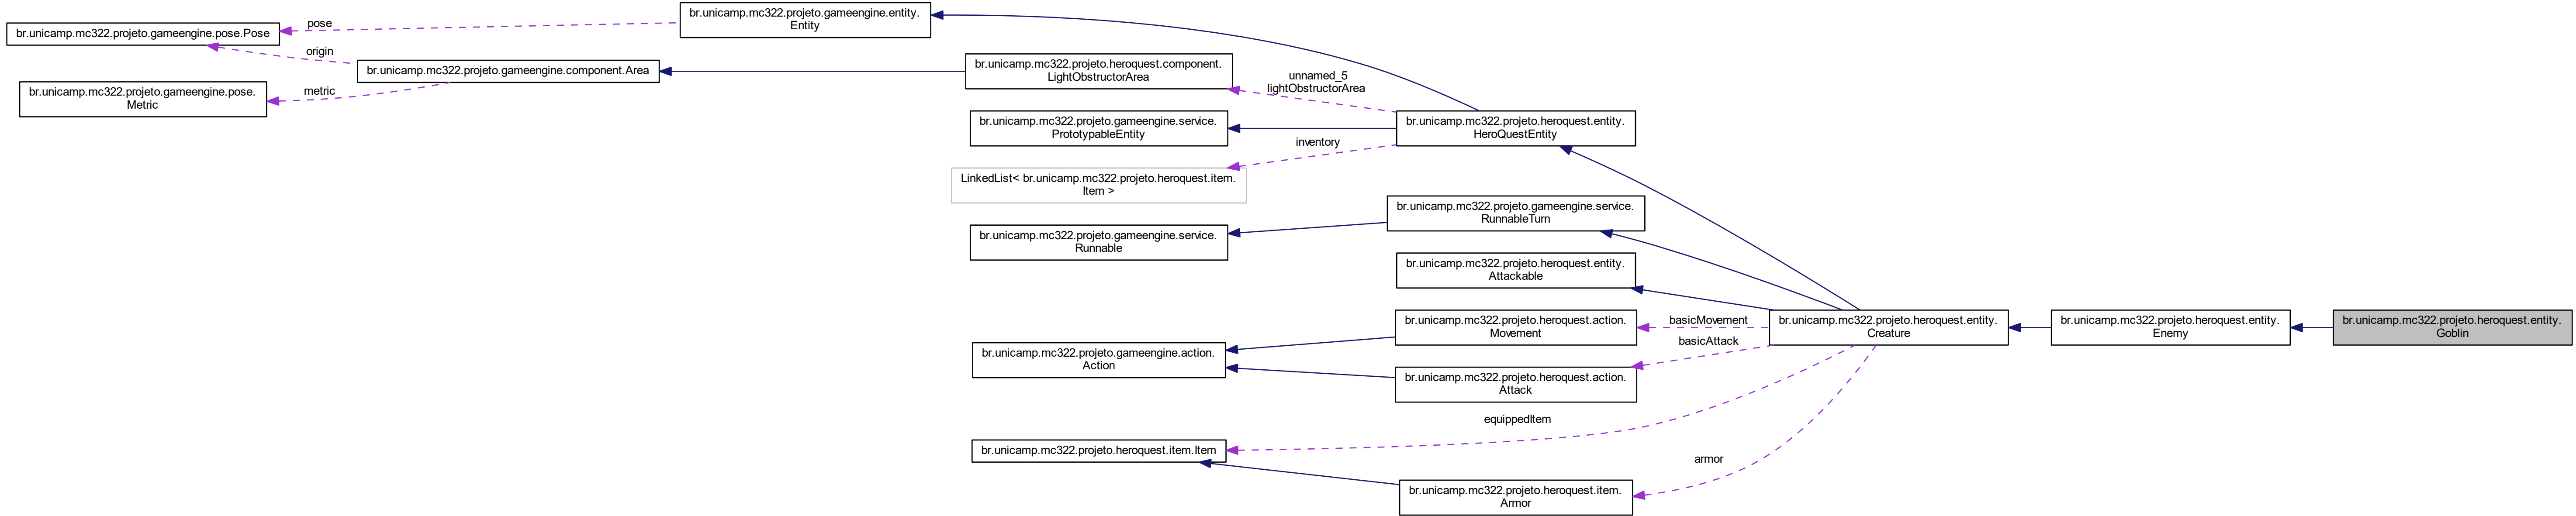 br.unicamp.mc322.projeto.gameengine.pose.Pose
br.unicamp.mc322.projeto.gameengine.pose.
Metric
pose
origin
metric
br.unicamp.mc322.projeto.gameengine.component.Area
br.unicamp.mc322.projeto.gameengine.entity.
Entity
br.unicamp.mc322.projeto.heroquest.component.
LightObstructorArea
br.unicamp.mc322.projeto.gameengine.service.
PrototypableEntity
LinkedList< br.unicamp.mc322.projeto.heroquest.item.
Item >
br.unicamp.mc322.projeto.gameengine.service.
Runnable
br.unicamp.mc322.projeto.gameengine.action.
Action
br.unicamp.mc322.projeto.heroquest.item.Item
unnamed_5
lightObstructorArea
inventory
br.unicamp.mc322.projeto.heroquest.entity.
HeroQuestEntity
br.unicamp.mc322.projeto.gameengine.service.
RunnableTurn
br.unicamp.mc322.projeto.heroquest.entity.
Attackable
br.unicamp.mc322.projeto.heroquest.action.
Movement
br.unicamp.mc322.projeto.heroquest.action.
Attack
equippedItem
br.unicamp.mc322.projeto.heroquest.item.
Armor
basicMovement
basicAttack
armor
br.unicamp.mc322.projeto.heroquest.entity.
Creature
br.unicamp.mc322.projeto.heroquest.entity.
Enemy
br.unicamp.mc322.projeto.heroquest.entity.
Goblin